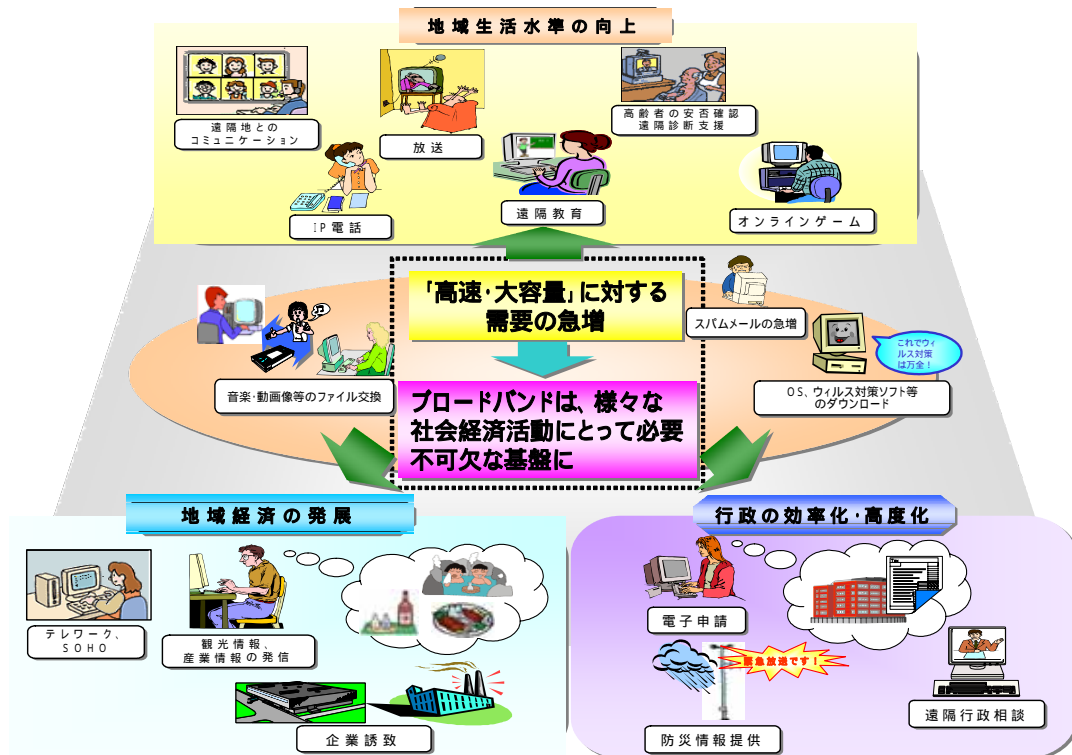 地域生活水準の向上
遠隔地との
コミュニケーション
放送
高齢者の安否確認
遠隔診断支援
IP電話
遠隔教育
オンラインゲーム
「高速・大容量」に対する
需要の急増
スパムメールの急増
これでウィ
ルス対策
は万全！
音楽・動画像等のファイル交換
OS、ウィルス対策ソフト等
のダウンロード
ブロードバンドは、様々な
社会経済活動にとって必要
不可欠な基盤に
地域経済の発展
行政の効率化・高度化
テレワーク、
SOHO
観光情報、
産業情報の発信
企業誘致
電子申請
緊急放送です！
防災情報提供
遠隔行政相談